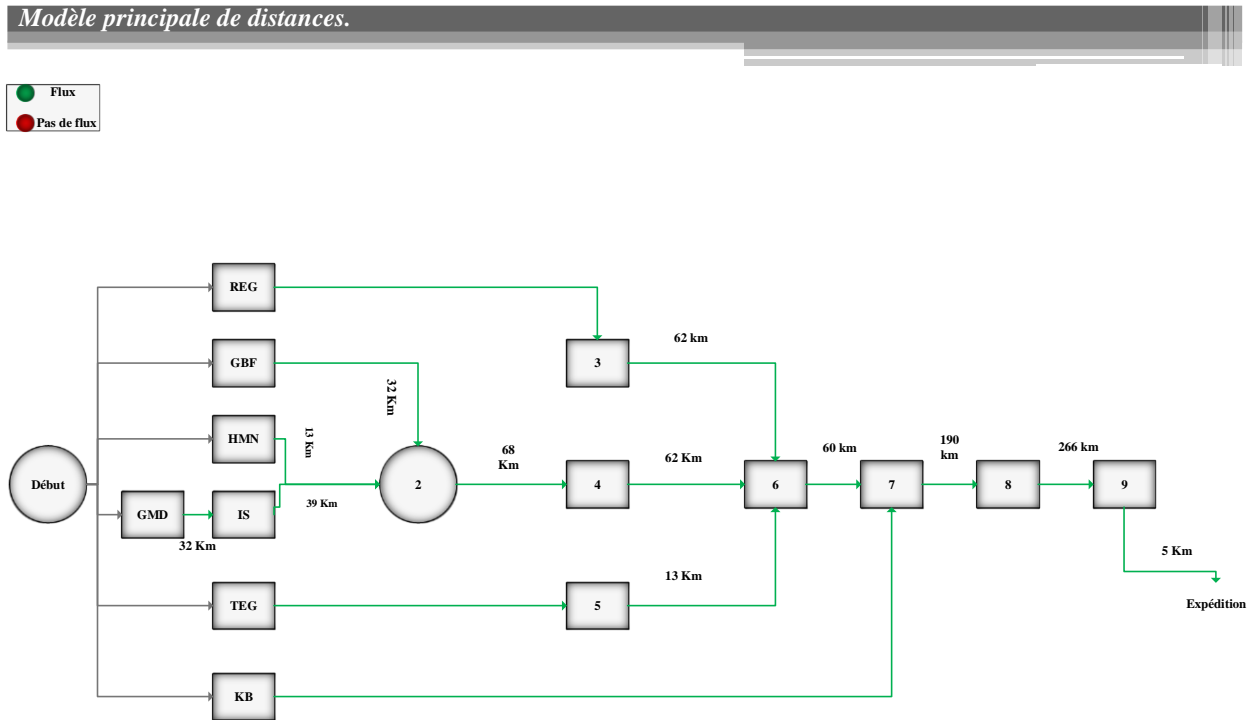 Modèle principale de distances.
Flux
Pas de flux
REG
GBF
HMN
Début
GMD
IS
32 Km
TEG
KB
13 Km
39 Km
32 Km
2
68
Km
3
4
5
62 km
62 Km
13 Km
6
60 km
7
190
km
8
266 km
9
5 Km
Expédition